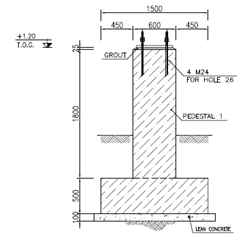 1500
450 600 450
+1.20
T.O.G.
25
GROUT
4 M24
FOR HOLE 26
1800
PEDESTAL 1
500
100
LEAN CONCRETE